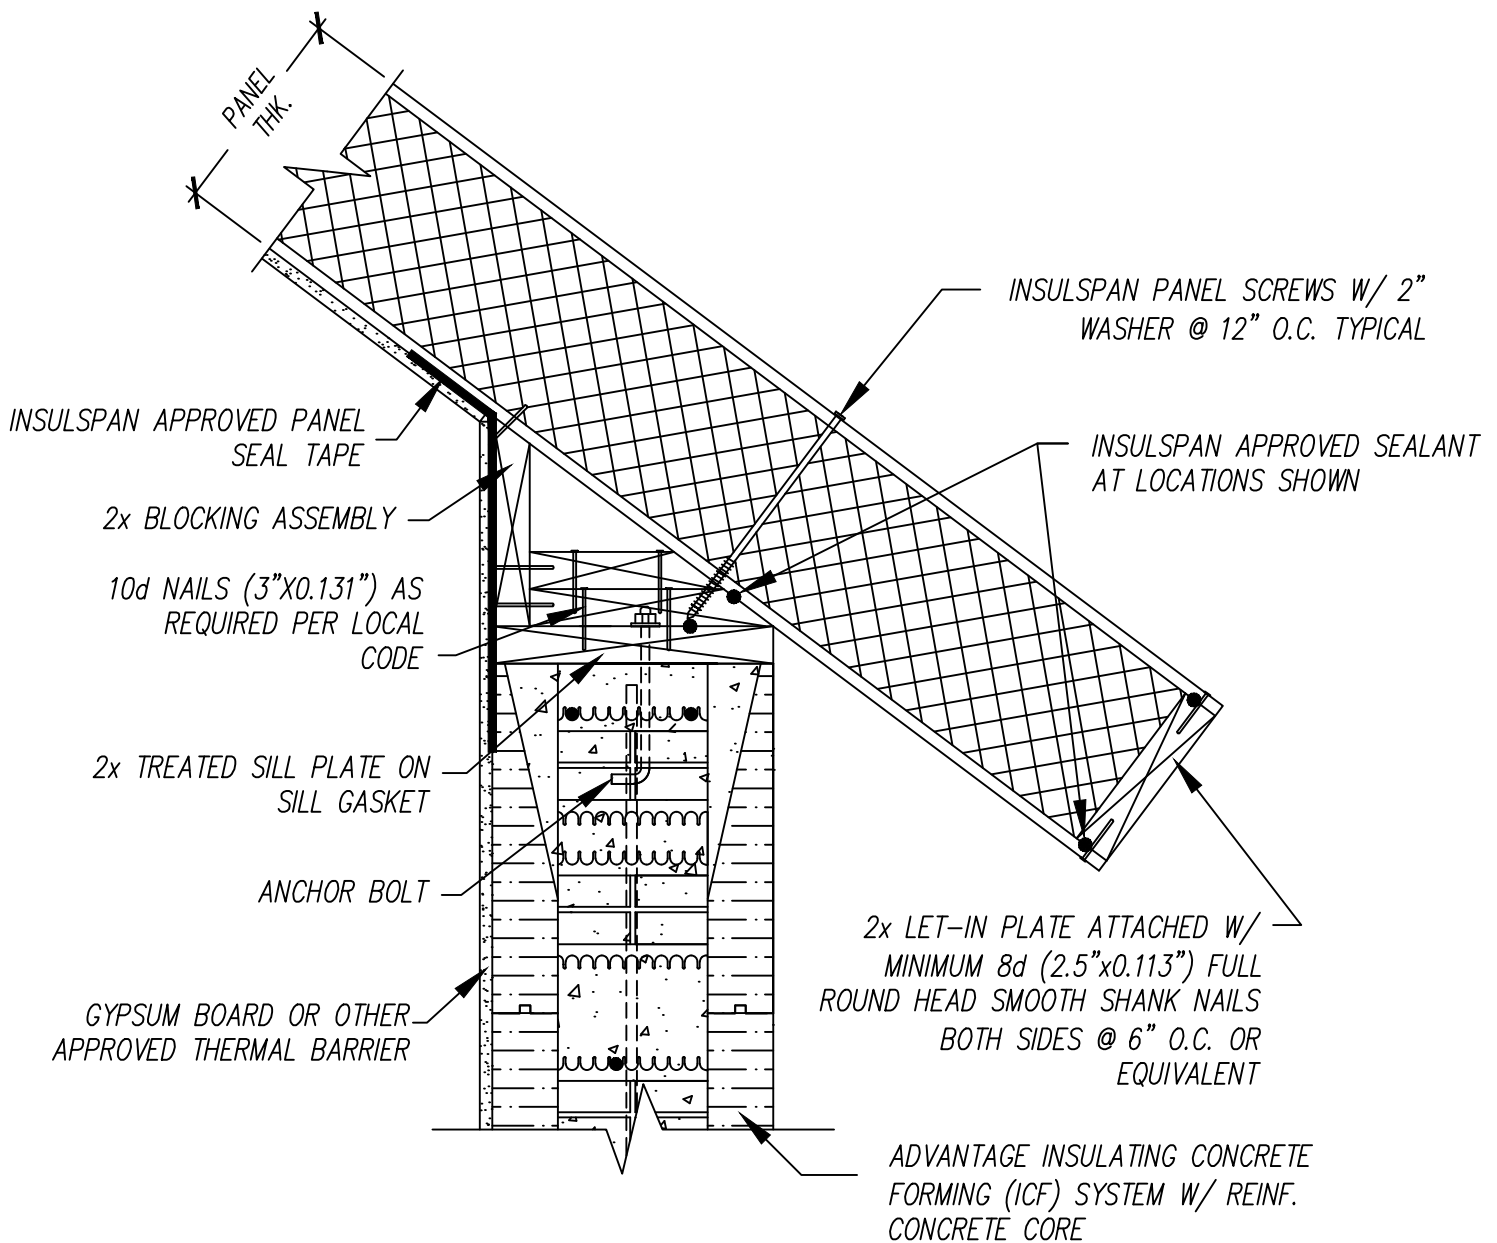 PANEL
THK.
INSULSPAN PANEL SCREWS W/ 2”
WASHER @ 12” O.C. TYPICAL
INSULSPAN APPROVED PANEL
SEAL TAPE
INSULSPAN APPROVED SEALANT
AT LOCATIONS SHOWN
2x BLOCKING ASSEMBLY
10d NAILS (3”X0.131”) AS
REQUIRED PER LOCAL
CODE
2x TREATED SILL PLATE ON
SILL GASKET
ANCHOR BOLT
2x LET-IN PLATE ATTACHED W/
MINIMUM 8d (2.5”x0.113”) FULL
ROUND HEAD SMOOTH SHANK NAILS
BOTH SIDES @ 6” O.C. OR
EQUIVALENT
GYPSUM BOARD OR OTHER
APPROVED THERMAL BARRIER
ADVANTAGE INSULATING CONCRETE
FORMING (ICF) SYSTEM W/ REINF.
CONCRETE CORE